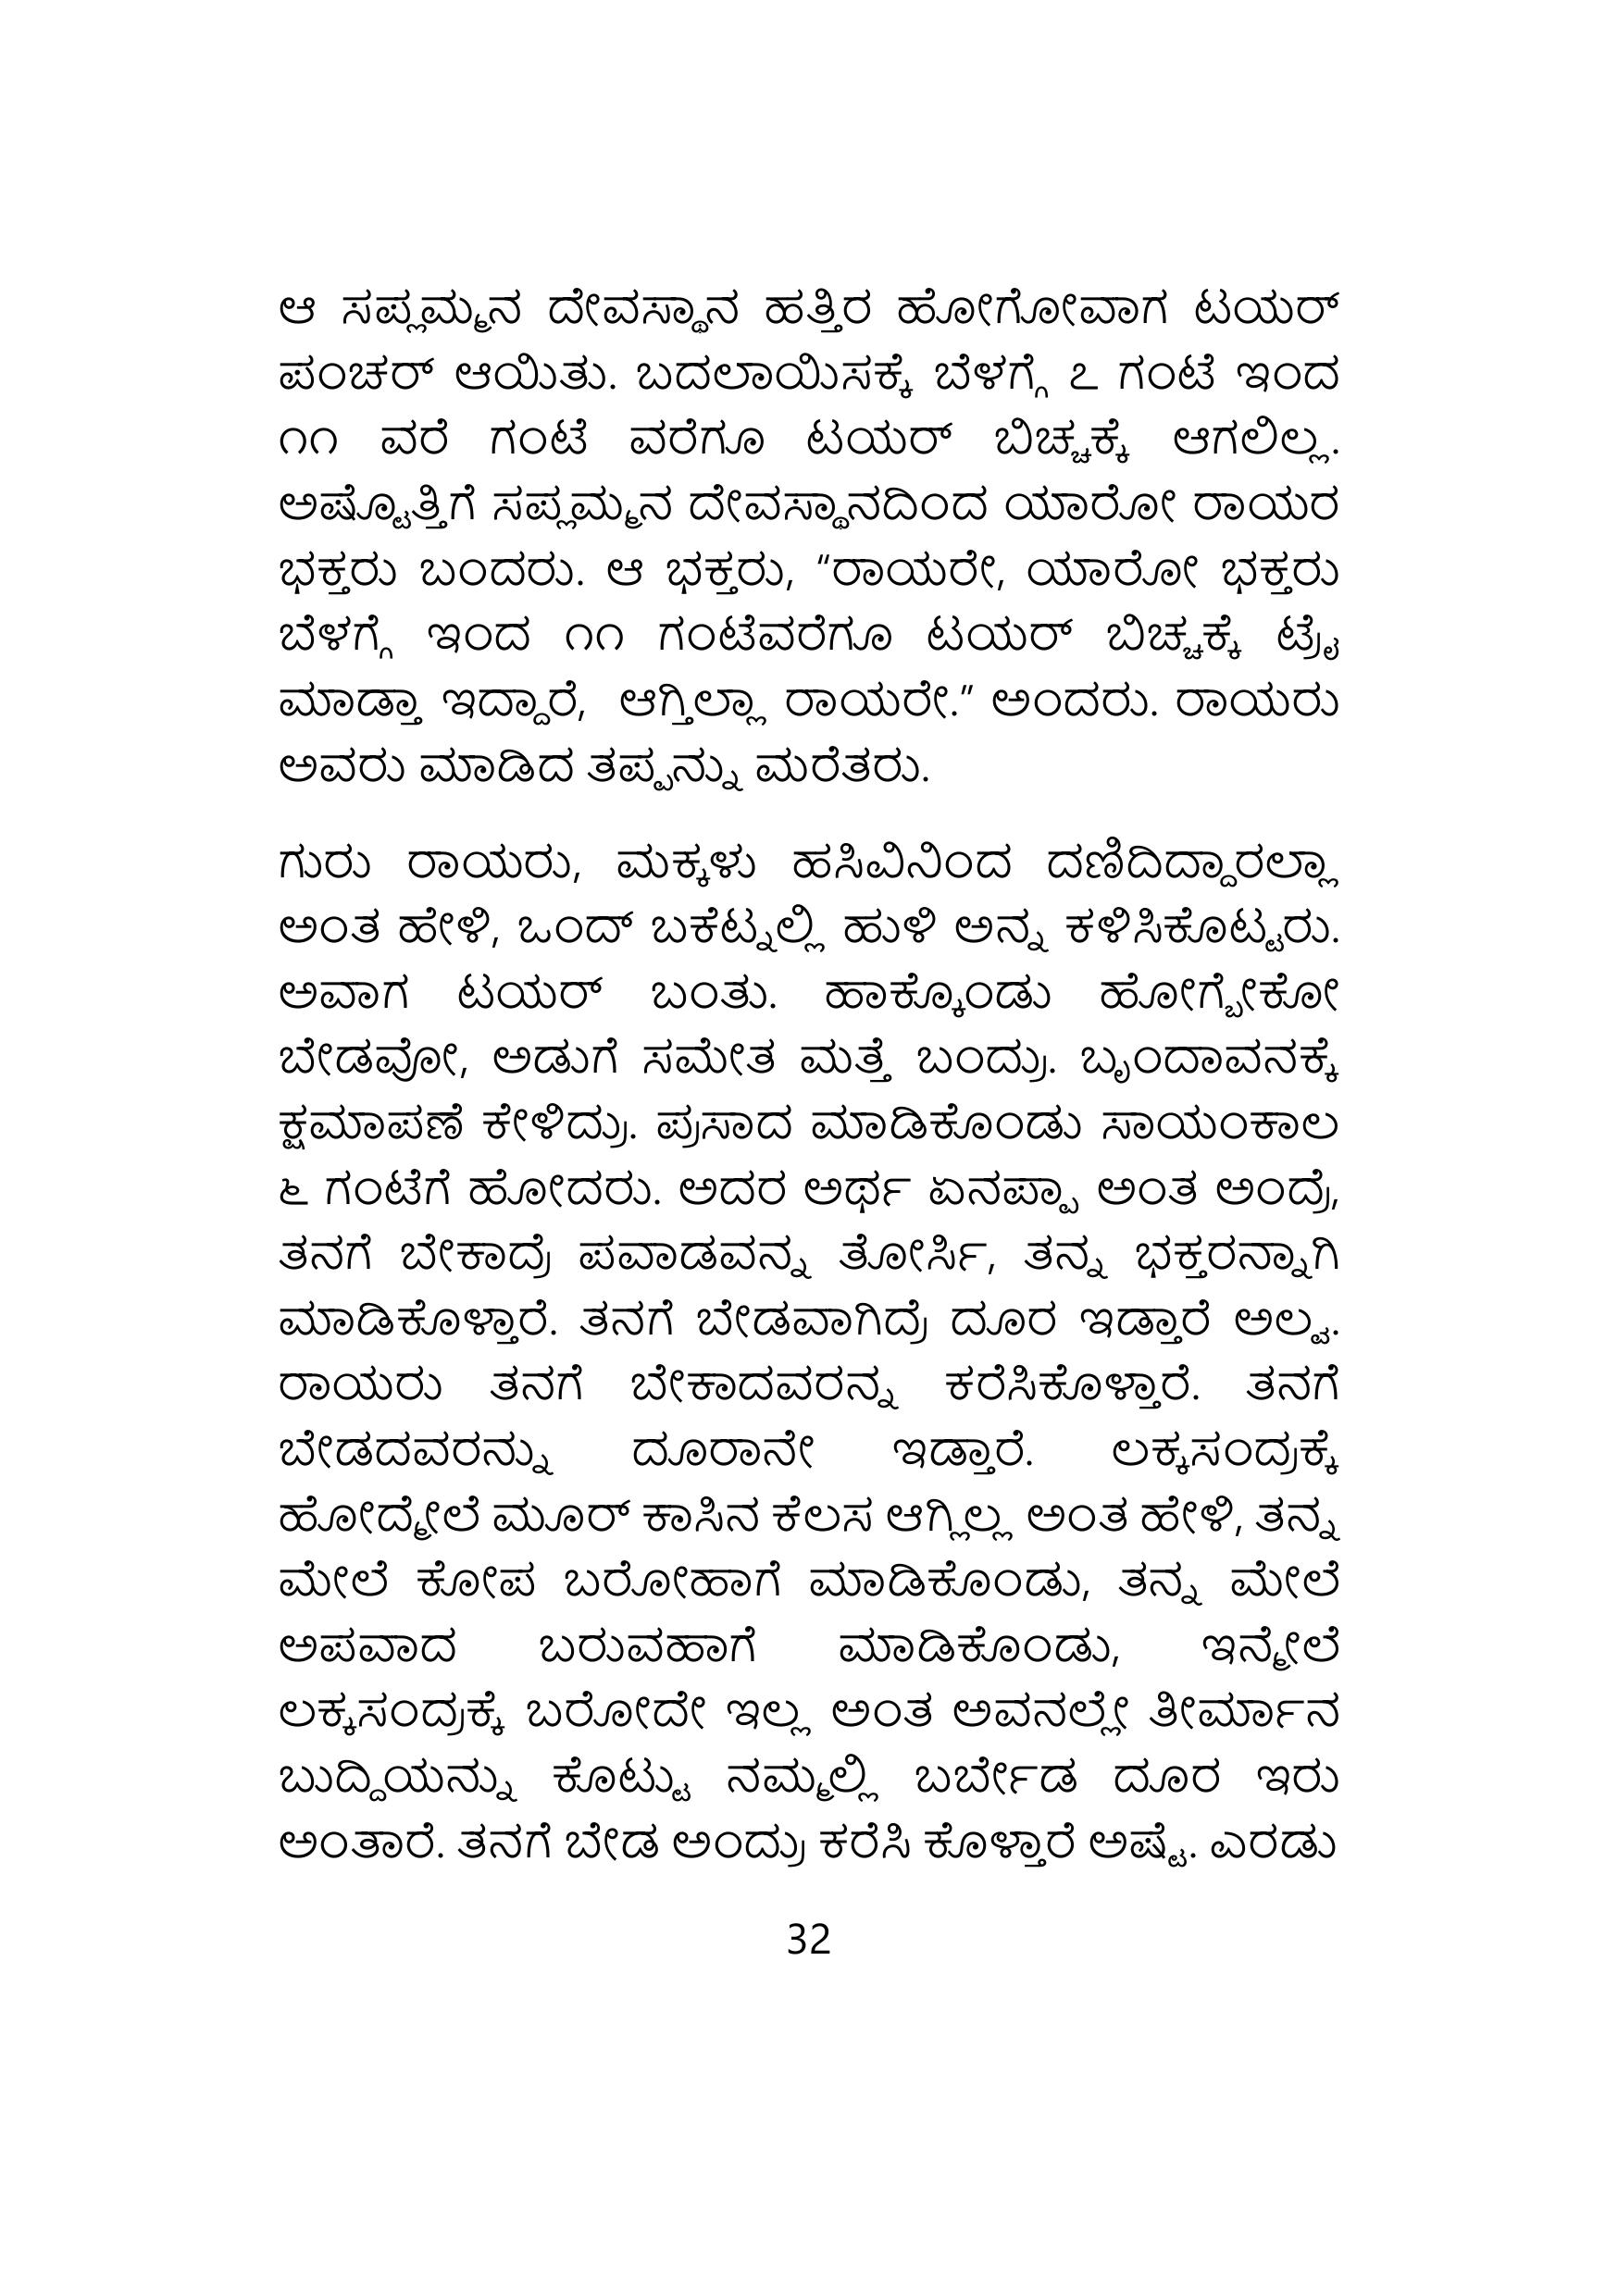 ಆ ಸಪ್ಲಮ್ಮನ ದೇವಸ್ಥಾನ ಹತ್ತಿರ ಹೋಗೋವಾಗ ಟಯರ್
ಪಂಚರ್ ಆಯಿತು. ಬದಲಾಯಿಸಕ್ಕೆ ಬೆಳಗ್ಗೆ ೭ ಗಂಟೆ ಇಂದ
೧೧ ವರೆ ಗಂಟೆ ವರೆಗೂ ಟಯರ್ ಬಿಚ್ಚಕ್ಕೆ ಆಗಲಿಲ್ಲ.
ಅಷ್ಟೊತ್ತಿಗೆ ಸಪ್ಲಮ್ಮನ ದೇವಸ್ಥಾನದಿಂದ ಯಾರೋ ರಾಯರ
ಭಕ್ತರು ಬಂದರು. ಆ ಭಕ್ತರು, “ರಾಯರೇ, ಯಾರೋ ಭಕ್ತರು
ಬೆಳಗ್ಗೆ ಇಂದ ೧೧ ಗಂಟೆವರೆಗೂ ಟಯರ್ ಬಿಚ್ಚಕ್ಕೆ ಟ್ರೈ
ಮಾಡ್ತಾ ಇದ್ದಾರೆ, ಆಗ್ತಿಲ್ಲಾ ರಾಯರೇ.” ಅಂದರು. ರಾಯರು
ಅವರು ಮಾಡಿದ ತಪ್ಪನ್ನು ಮರೆತರು.
ಗುರು ರಾಯರು, ಮಕ್ಕಳು ಹಸಿವಿನಿಂದ ದಣಿದಿದ್ದಾರಲ್ಲಾ
ಅಂತ ಹೇಳಿ, ಒಂದ್ ಬಕೆಟ್ನಲ್ಲಿ ಹುಳಿ ಅನ್ನ ಕಳಿಸಿಕೊಟ್ಟರು.
ಅವಾಗ ಟಯರ್ ಬಂತು. ಹಾಕ್ಕೊಂಡು ಹೋಗ್ಬೇಕೋ
ಬೇಡವೋ, ಅಡುಗೆ ಸಮೇತ ಮತ್ತೆ ಬಂದ್ರು. ಬೃಂದಾವನಕ್ಕೆ
ಕ್ಷಮಾಪಣೆ ಕೇಳಿದ್ರು. ಪ್ರಸಾದ ಮಾಡಿಕೊಂಡು ಸಾಯಂಕಾಲ
೬ ಗಂಟೆಗೆ ಹೋದರು. ಅದರ ಅರ್ಥ ಏನಪ್ಪಾ ಅಂತ ಅಂದ್ರೆ,
ತನಗೆ ಬೇಕಾದ್ರೆ ಪವಾಡವನ್ನ ತೋರ್ಸಿ, ತನ್ನ ಭಕ್ತರನ್ನಾಗಿ
ಮಾಡಿಕೊಳ್ತಾರೆ. ತನಗೆ ಬೇಡವಾಗಿದ್ರೆ ದೂರ ಇಡ್ತಾರೆ ಅಲ್ವ.
ರಾಯರು ತನಗೆ ಬೇಕಾದವರನ್ನ ಕರೆಸಿಕೊಳ್ತಾರೆ. ತನಗೆ
ಬೇಡದವರನ್ನು ದೂರಾನೇ ಇಡ್ತಾರೆ. ಲಕ್ಕಸಂದ್ರಕ್ಕೆ
ಹೋದ್ಮೇಲೆ ಮೂರ್ ಕಾಸಿನ ಕೆಲಸ ಆಗ್ಲಿಲ್ಲ ಅಂತ ಹೇಳಿ, ತನ್ನ
ಮೇಲೆ ಕೋಪ ಬರೋಹಾಗೆ ಮಾಡಿಕೊಂಡು, ತನ್ನ ಮೇಲೆ
ಅಪವಾದ ಬರುವಹಾಗೆ ಮಾಡಿಕೊಂಡು, ಇನ್ಮೇಲೆ
ಲಕ್ಕಸಂದ್ರಕ್ಕೆ ಬರೋದೇ ಇಲ್ಲ ಅಂತ ಅವನಲ್ಲೇ ತೀರ್ಮಾನ
ಬುದ್ದಿಯನ್ನು ಕೊಟ್ಟು ನಮ್ಮಲ್ಲಿ ಬರ್ಬೇಡ ದೂರ ಇರು
ಅಂತಾರೆ. ತನಗೆ ಬೇಡ ಅಂದ್ರು ಕರೆಸಿ ಕೊಳ್ತಾರೆ ಅಷ್ಟೆ. ಎರಡು
32